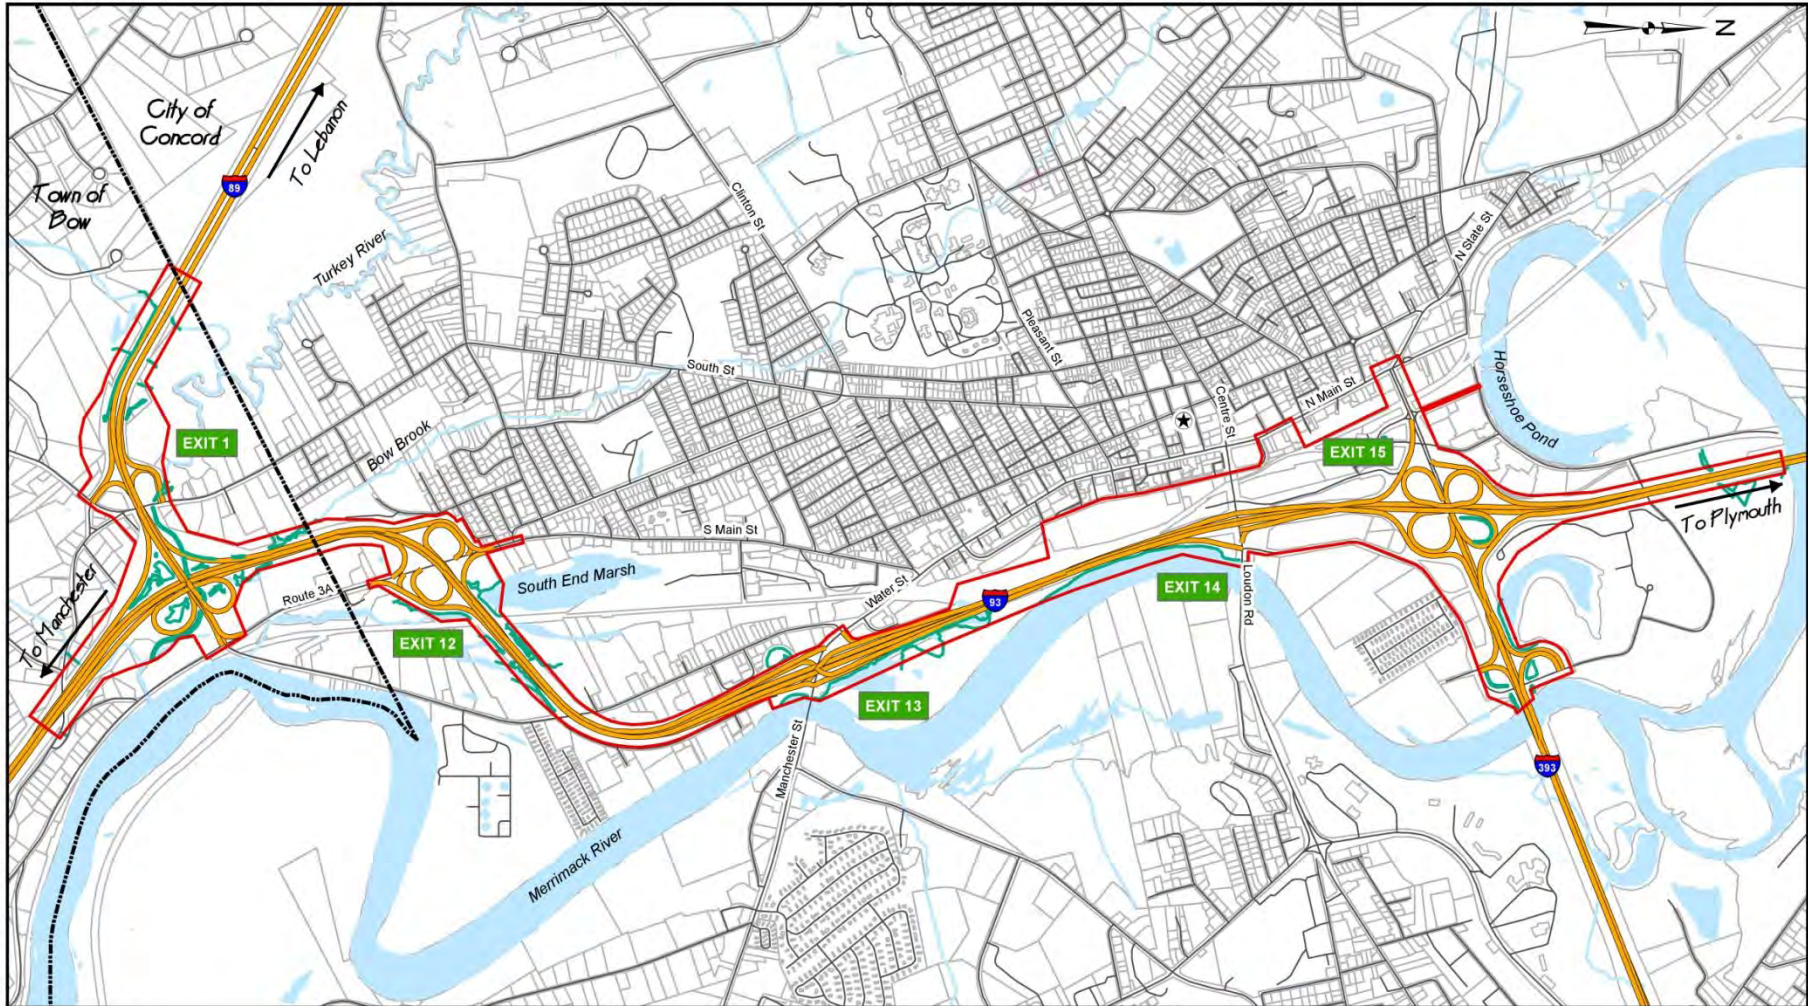 N
City of
Concord
To Lebanon
89
Town of
Bow
Turkey River
Clinton St
N State St
Pleasant St
South St
Horseshoe Pond
Centre St
N Main St
EXIT 1
Bow Brook
EXIT 15
To Plymouth
S Main St
South End Marsh
Route 3A
To Manchester
Water St
93
EXIT 14
Loudon Rd
EXIT 12
EXIT 13
Manchester St
393
Merrimack River